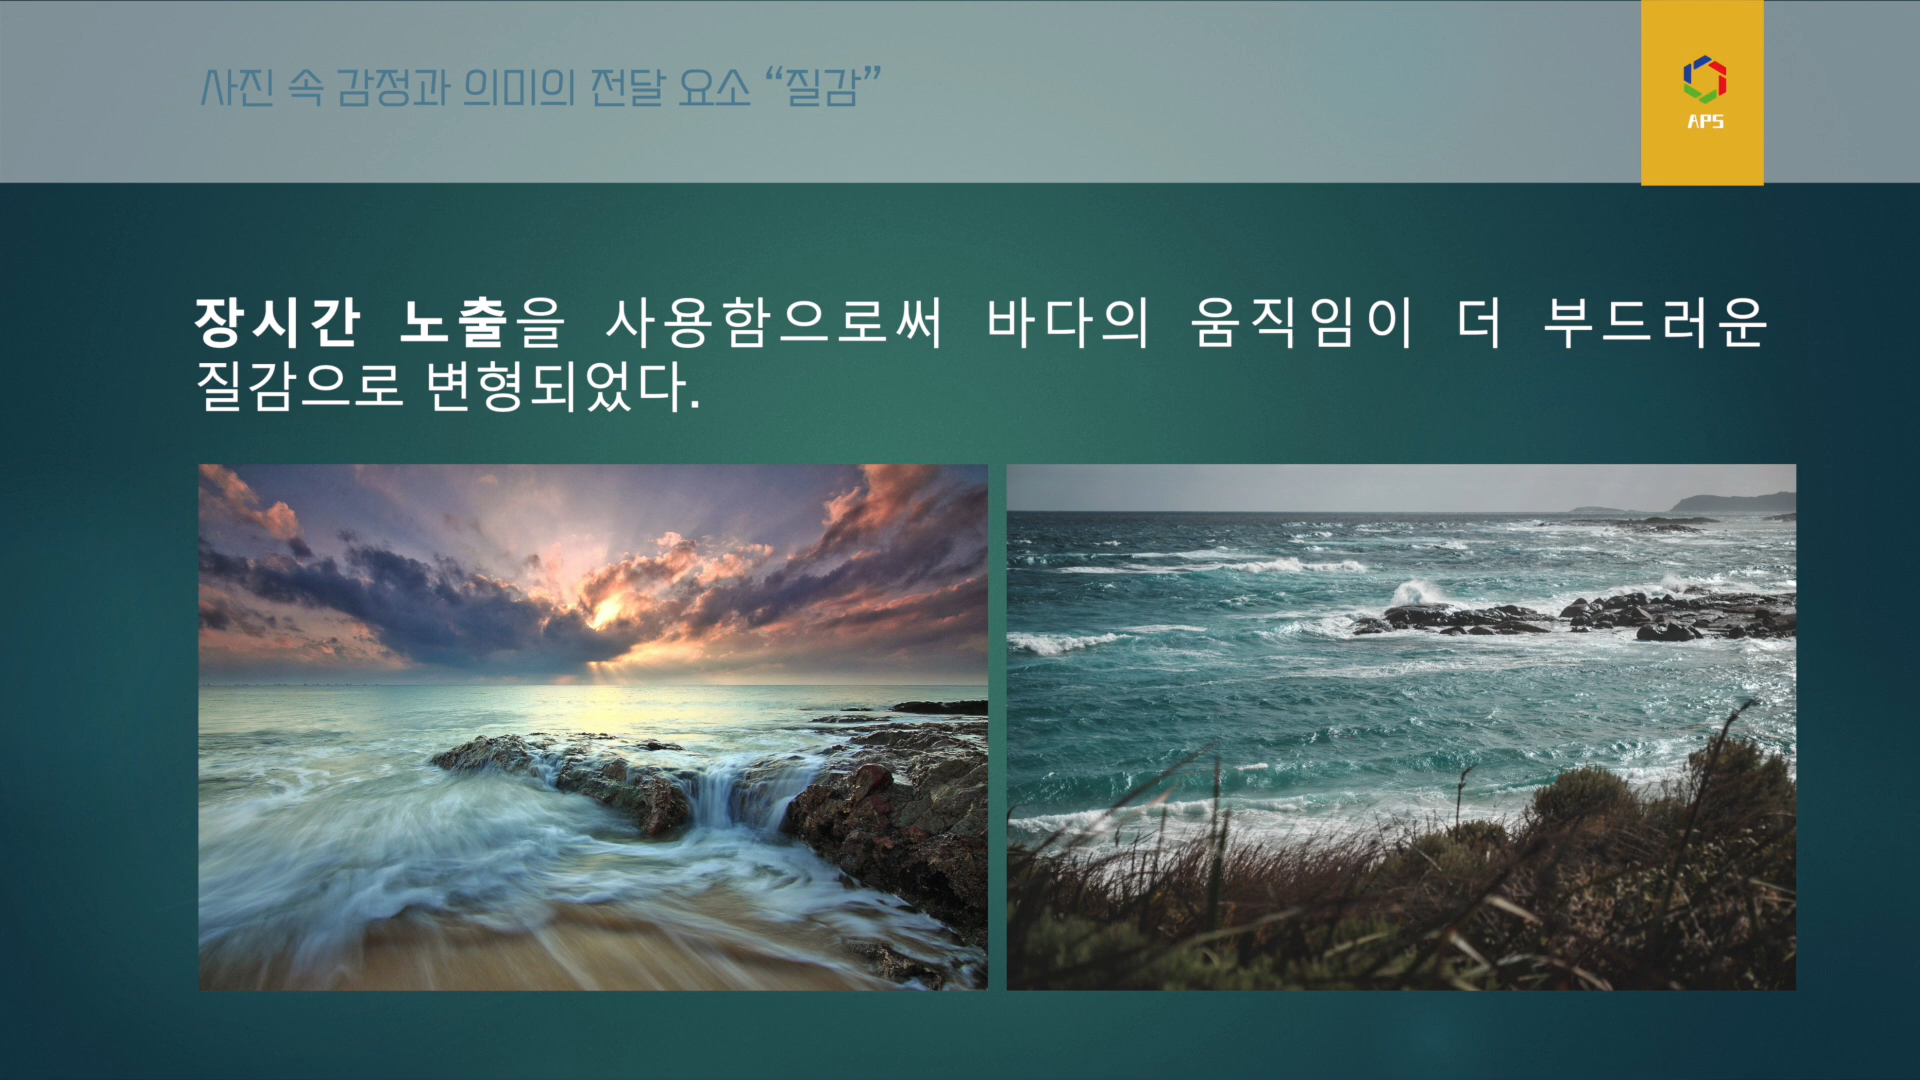 사진 속 감정과 의미의 전달 요소 “질감”
APS
장시간 노출을 사용함으로써 바다의 움직임이 더 부드러운
질감으로 변형되었다.